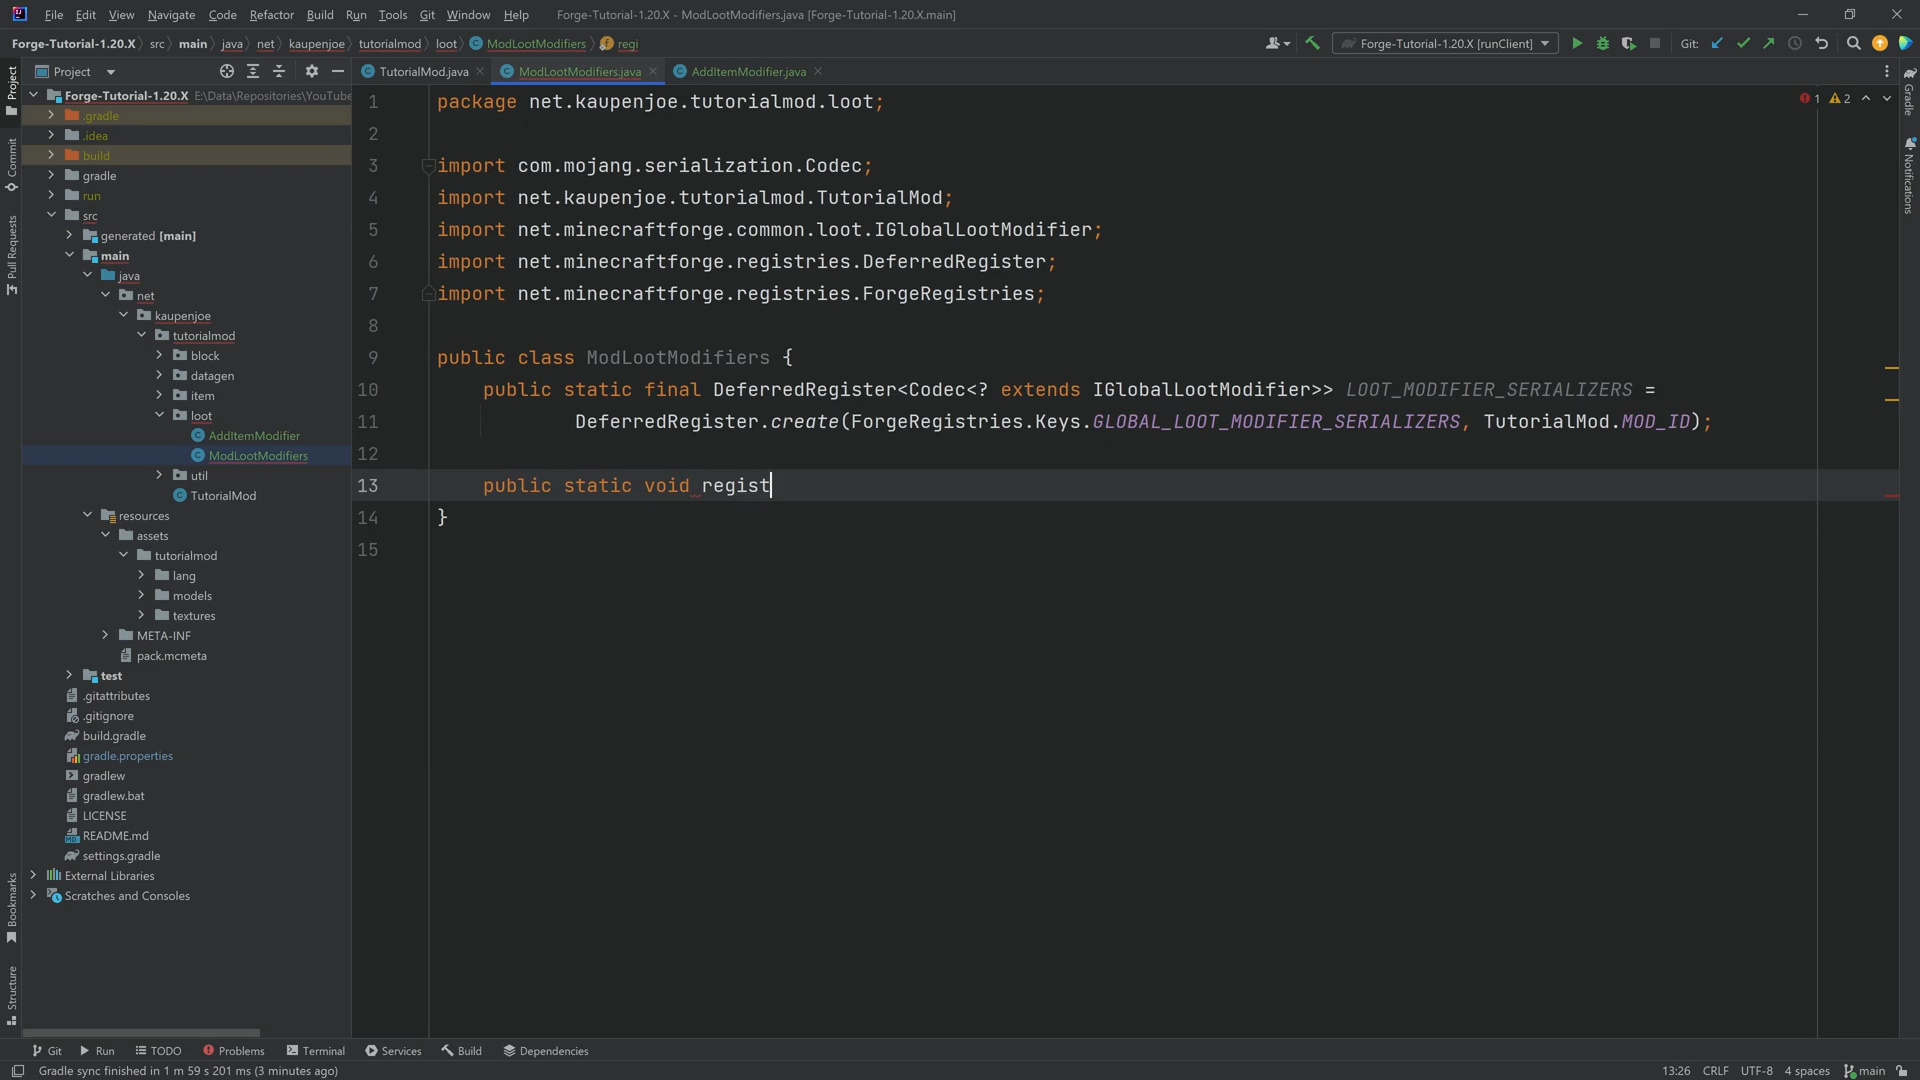 File Edit View Navigate Code Refactor Build Run Tools Git Window Help Forge-Tutorial-1.20.X - ModLootModifiers.java [Forge-Tutorial-1.20.X.main]
Forge-Tutorial-1.20.X src main java net kaupenjoe tutorialmod loot ModLootModifiers regi Forge-Tutorial-1.20.X [runClient] Git:
Project TutorialMod.java ModLootModifiers.java AddItemModifier.java
Forge-Tutorial-1.20.X E:\Data\Repositories\YouTube
.gradle
.idea
build
gradle
run
src
generated [main]
main
java
net
kaupenjoe
tutorialmod
block
datagen
item
loot
AddItemModifier
ModLootModifiers
util
TutorialMod
resources
assets
tutorialmod
lang
models
textures
META-INF
pack.mcmeta
test
.gitattributes
.gitignore
build.gradle
gradle.properties
gradlew
gradlew.bat
LICENSE
README.md
settings.gradle
External Libraries
Scratches and Consoles
Project
Commit
Pull Requests
Bookmarks
Structure
1 package net.kaupenjoe.tutorialmod.loot;
2
3 import com.mojang.serialization.Codec;
4 import net.kaupenjoe.tutorialmod.TutorialMod;
5 import net.minecraftforge.common.loot.IGlobalLootModifier;
6 import net.minecraftforge.registries.DeferredRegister;
7 import net.minecraftforge.registries.ForgeRegistries;
8
9 public class ModLootModifiers {
10 public static final DeferredRegister<Codec<? extends IGlobalLootModifier>> LOOT_MODIFIER_SERIALIZERS =
11 DeferredRegister.create(ForgeRegistries.Keys.GLOBAL_LOOT_MODIFIER_SERIALIZERS, TutorialMod.MOD_ID);
12
13 public static void regist
14 }
15
1 2
Gradle
Notifications
Git Run TODO Problems Terminal Services Build Dependencies
Gradle sync finished in 1 m 59 s 201 ms (3 minutes ago) 13:26 CRLF UTF-8 4 spaces main